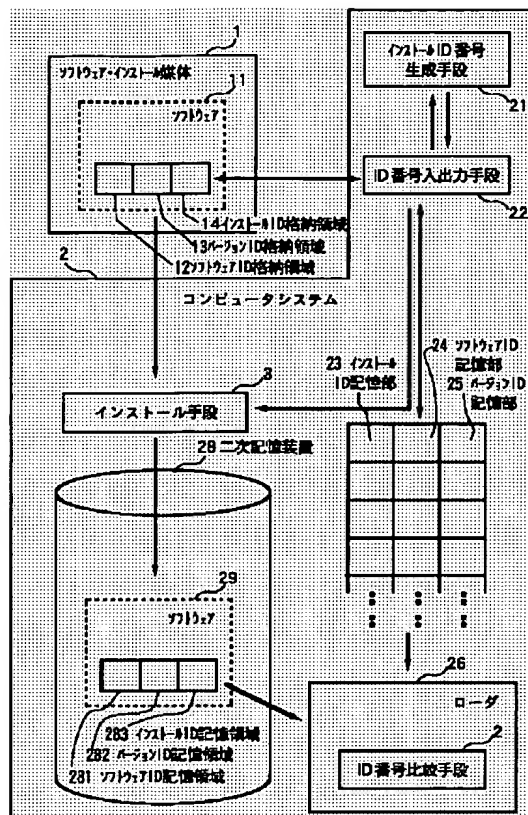 1
ソフトウェア・インストール媒体
11
ソフトウェア
14インストールID格納領域
13バージョンID格納領域
12ソフトウェアID格納領域
2
コンピュータシステム
インストールID番号
生成手段
21
ID番号入出力手段
22
23 インストール
ID記憶部
24 ソフトウェアID
記憶部
25 バージョンID
記憶部
3
インストール手段
28 二次記憶装置
29
ソフトウェア
283 インストールID記憶領域
282 バージョンID記憶領域
281 ソフトウェアID記憶領域
26
ローダ
2
ID番号比較手段